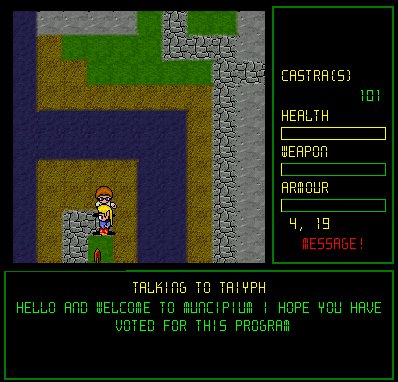 CASTRA(S)
101
HEALTH
WEAPON
ARMOUR
4, 19
MESSAGE!
TALKING TO TAIYPH
HELLO AND WELCOME TO MUNCIPIUM I HOPE YOU HAVE
VOTED FOR THIS PROGRAM